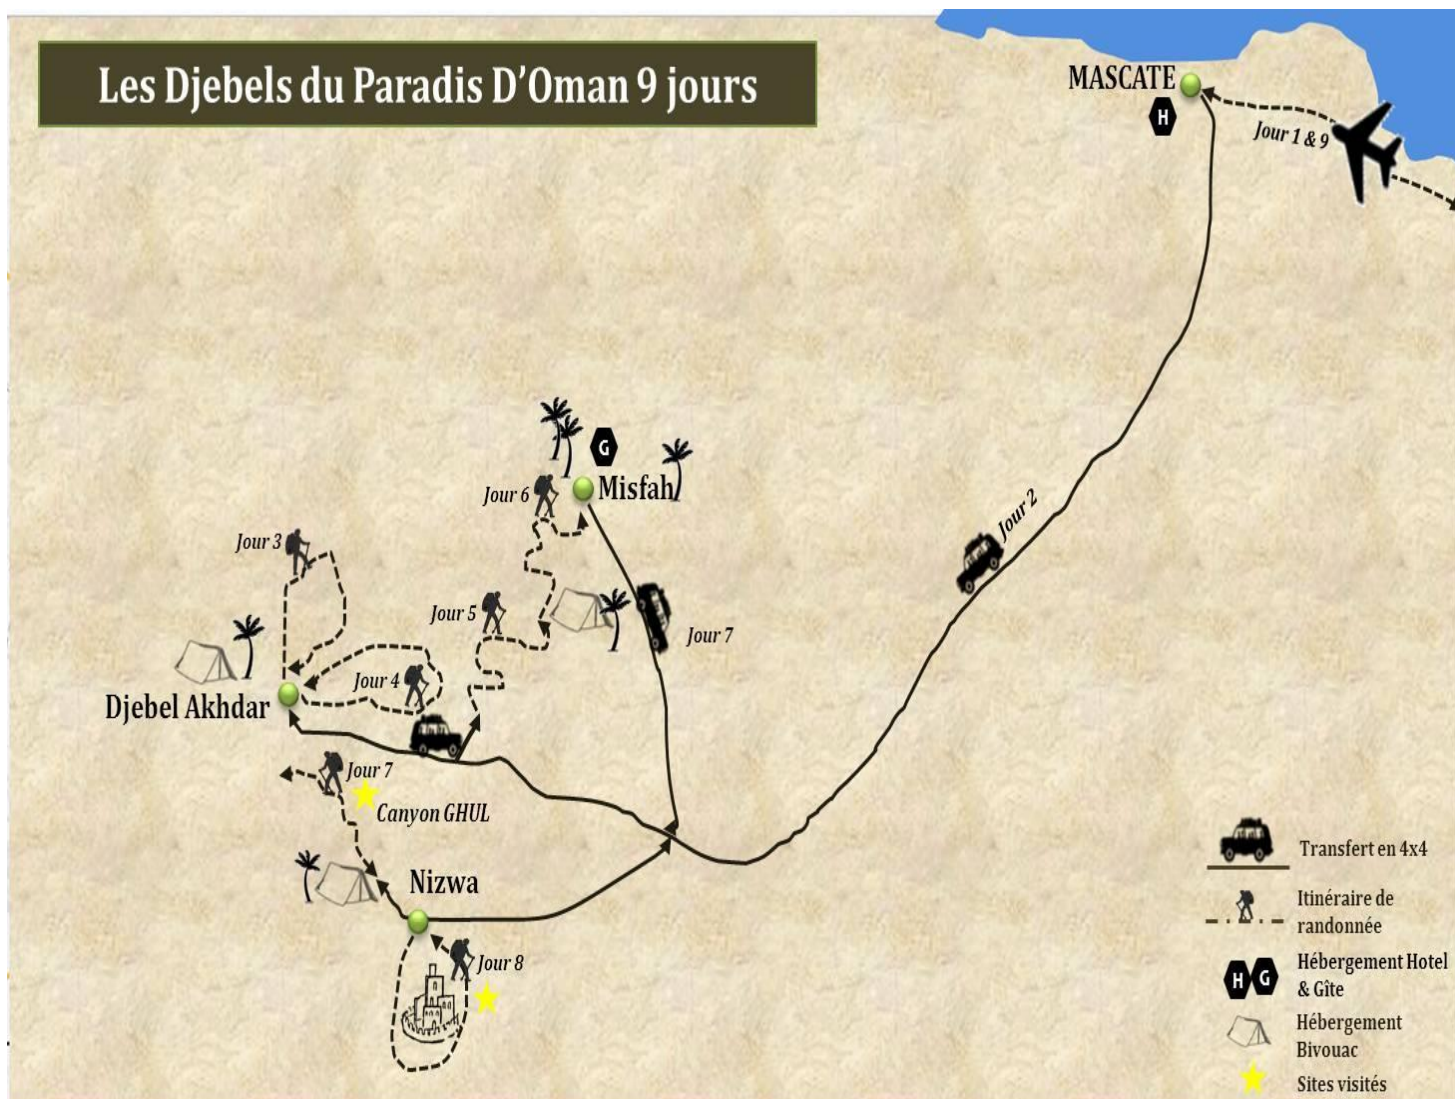 Les Djebels du Paradis D'Oman 9 jours
MASCATE
H
Jour 1 & 9
G
Misfah
Jour 6
Jour 2
Jour 3
Jour 5
Jour 7
Jour 4
Djebel Akhdar
Jour 7
Canyon GHUL
Nizwa
Jour 8
Transfert en 4x4
Itinéraire de
randonnée
Hébergement Hotel
& Gîte
H G
Hébergement
Bivouac
Sites visités